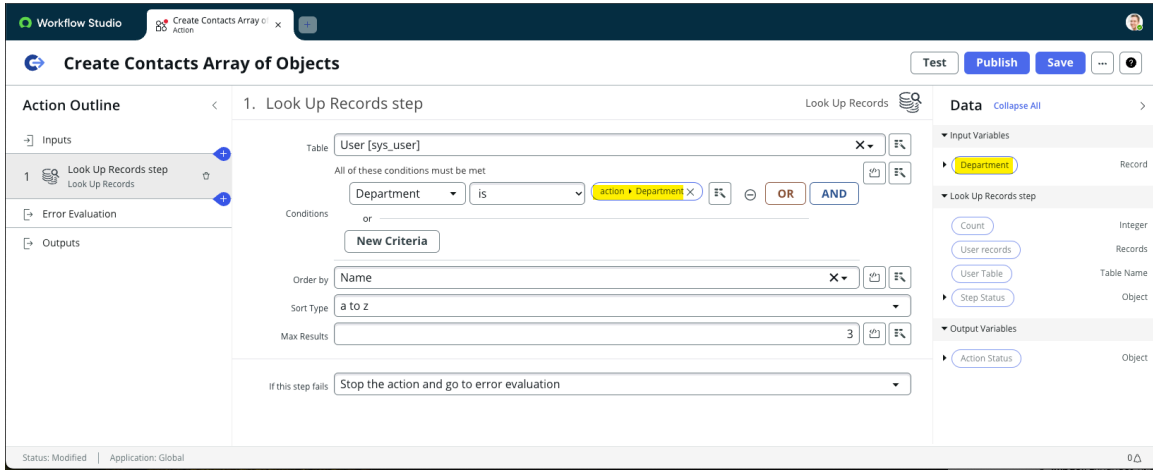 Workflow Studio
Create Contacts Array of
Action
Create Contacts Array of Objects
Test
Publish
Save
Action Outline
1. Look Up Records step
Look Up Records
Data
Collapse All
Inputs
1
Look Up Records step
Look Up Records
Error Evaluation
Outputs
Table
User [sys_user]
All of these conditions must be met
Conditions
Department
is
action ▸ Department
OR
AND
or
New Criteria
Order by
Name
Sort Type
a to z
Max Results
3
If this step fails
Stop the action and go to error evaluation
Input Variables
Department
Record
Look Up Records step
Count
Integer
User records
Records
User Table
Table Name
Step Status
Object
Output Variables
Action Status
Object
Status: Modified | Application: Global
0